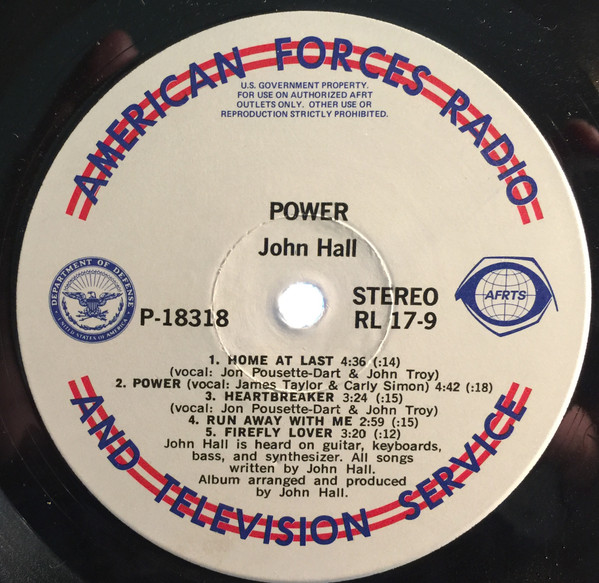 AMERICAN FORCES RADIO
U.S. GOVERNMENT PROPERTY.
FOR USE ON AUTHORIZED AFRT
OUTLETS ONLY. OTHER USE OR
REPRODUCTION STRICTLY PROHIBITED.
POWER
John Hall
DEPARTMENT OF DEFENSE
UNITED STATES OF AMERICA
P-18318
STEREO
RL 17-9
AFRTS
1. HOME AT LAST 4:36 (:14)
(vocal: Jon Pousette-Dart & John Troy)
2. POWER (vocal: James Taylor & Carly Simon) 4:42 (:18)
3. HEARTBREAKER 3:24 (:15)
(vocal: Jon Pousette-Dart & John Troy)
4. RUN AWAY WITH ME 2:59 (:15)
5. FIREFLY LOVER 3:20 (:12)
John Hall is heard on guitar, keyboards,
bass, and synthesizer. All songs
written by John Hall.
Album arranged and produced
by John Hall.
AND TELEVISION SERVICE